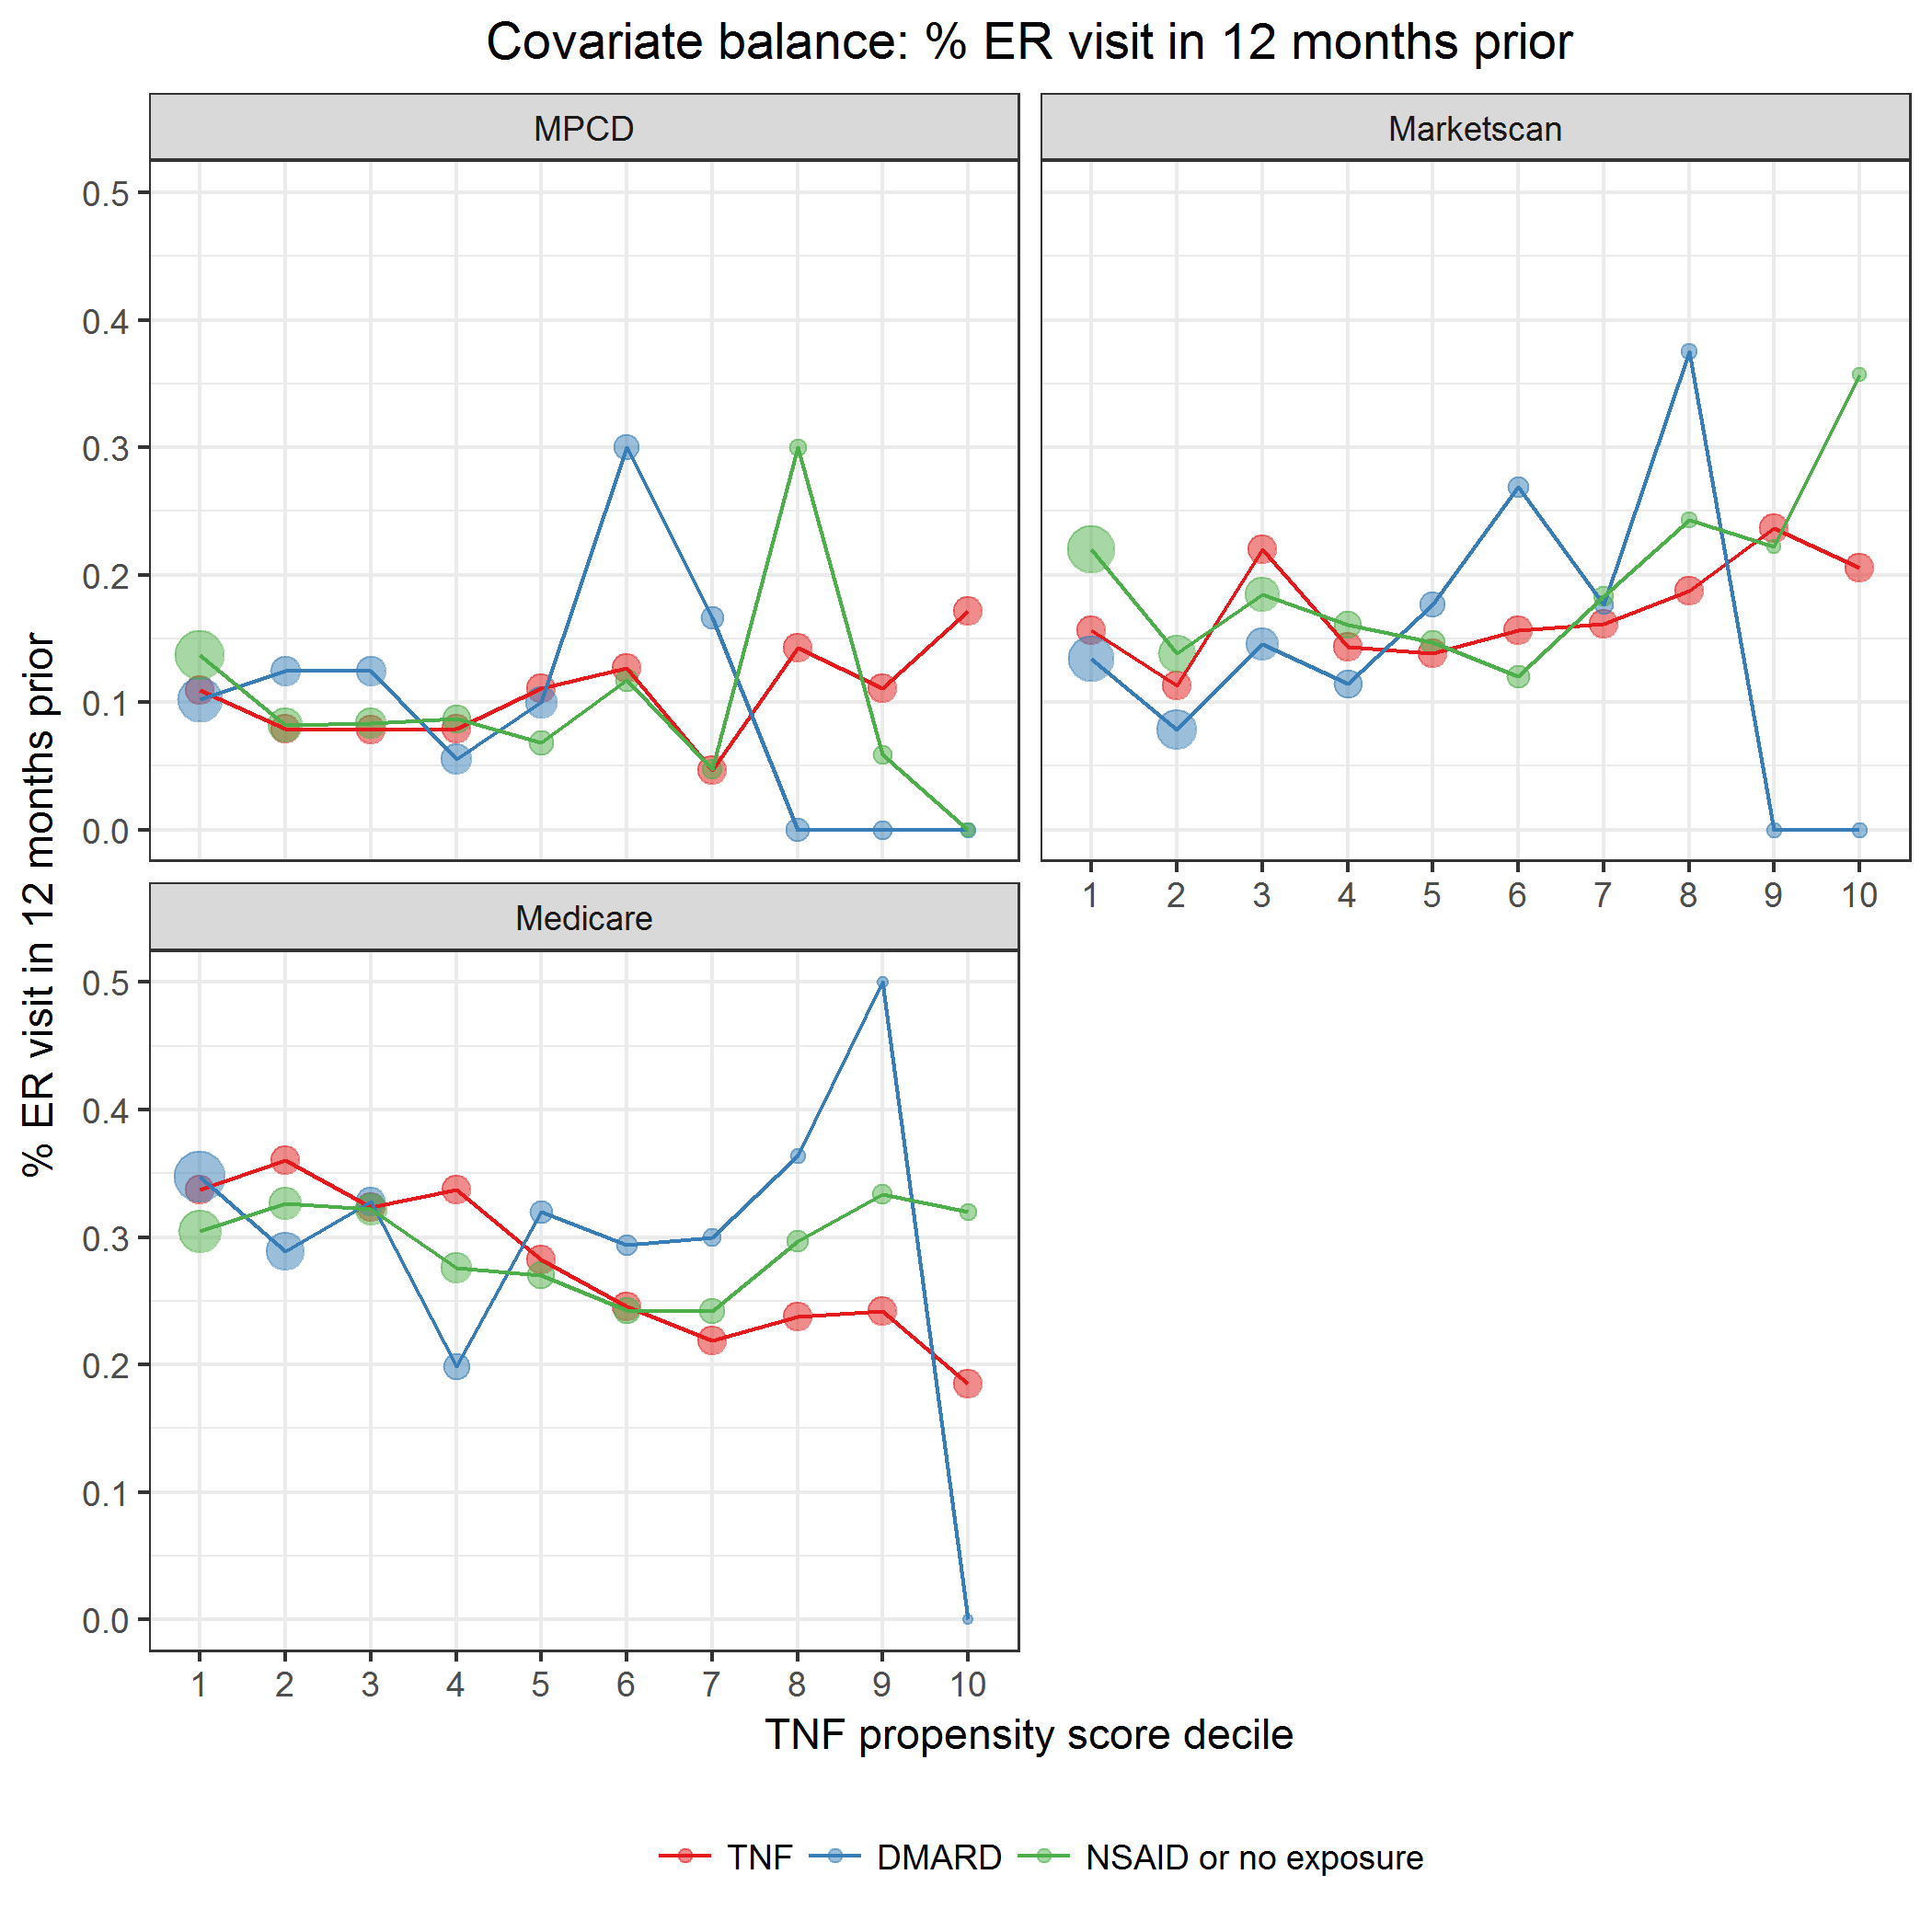 Covariate balance: % ER visit in 12 months prior
MPCD
Marketscan
0.5
0.4
0.3
0.2
0.1
0.0
1 2 3 4 5 6 7 8 9 10
Medicare
0.5
0.4
0.3
0.2
0.1
0.0
1 2 3 4 5 6 7 8 9 10
% ER visit in 12 months prior
TNF propensity score decile
TNF DMARD NSAID or no exposure